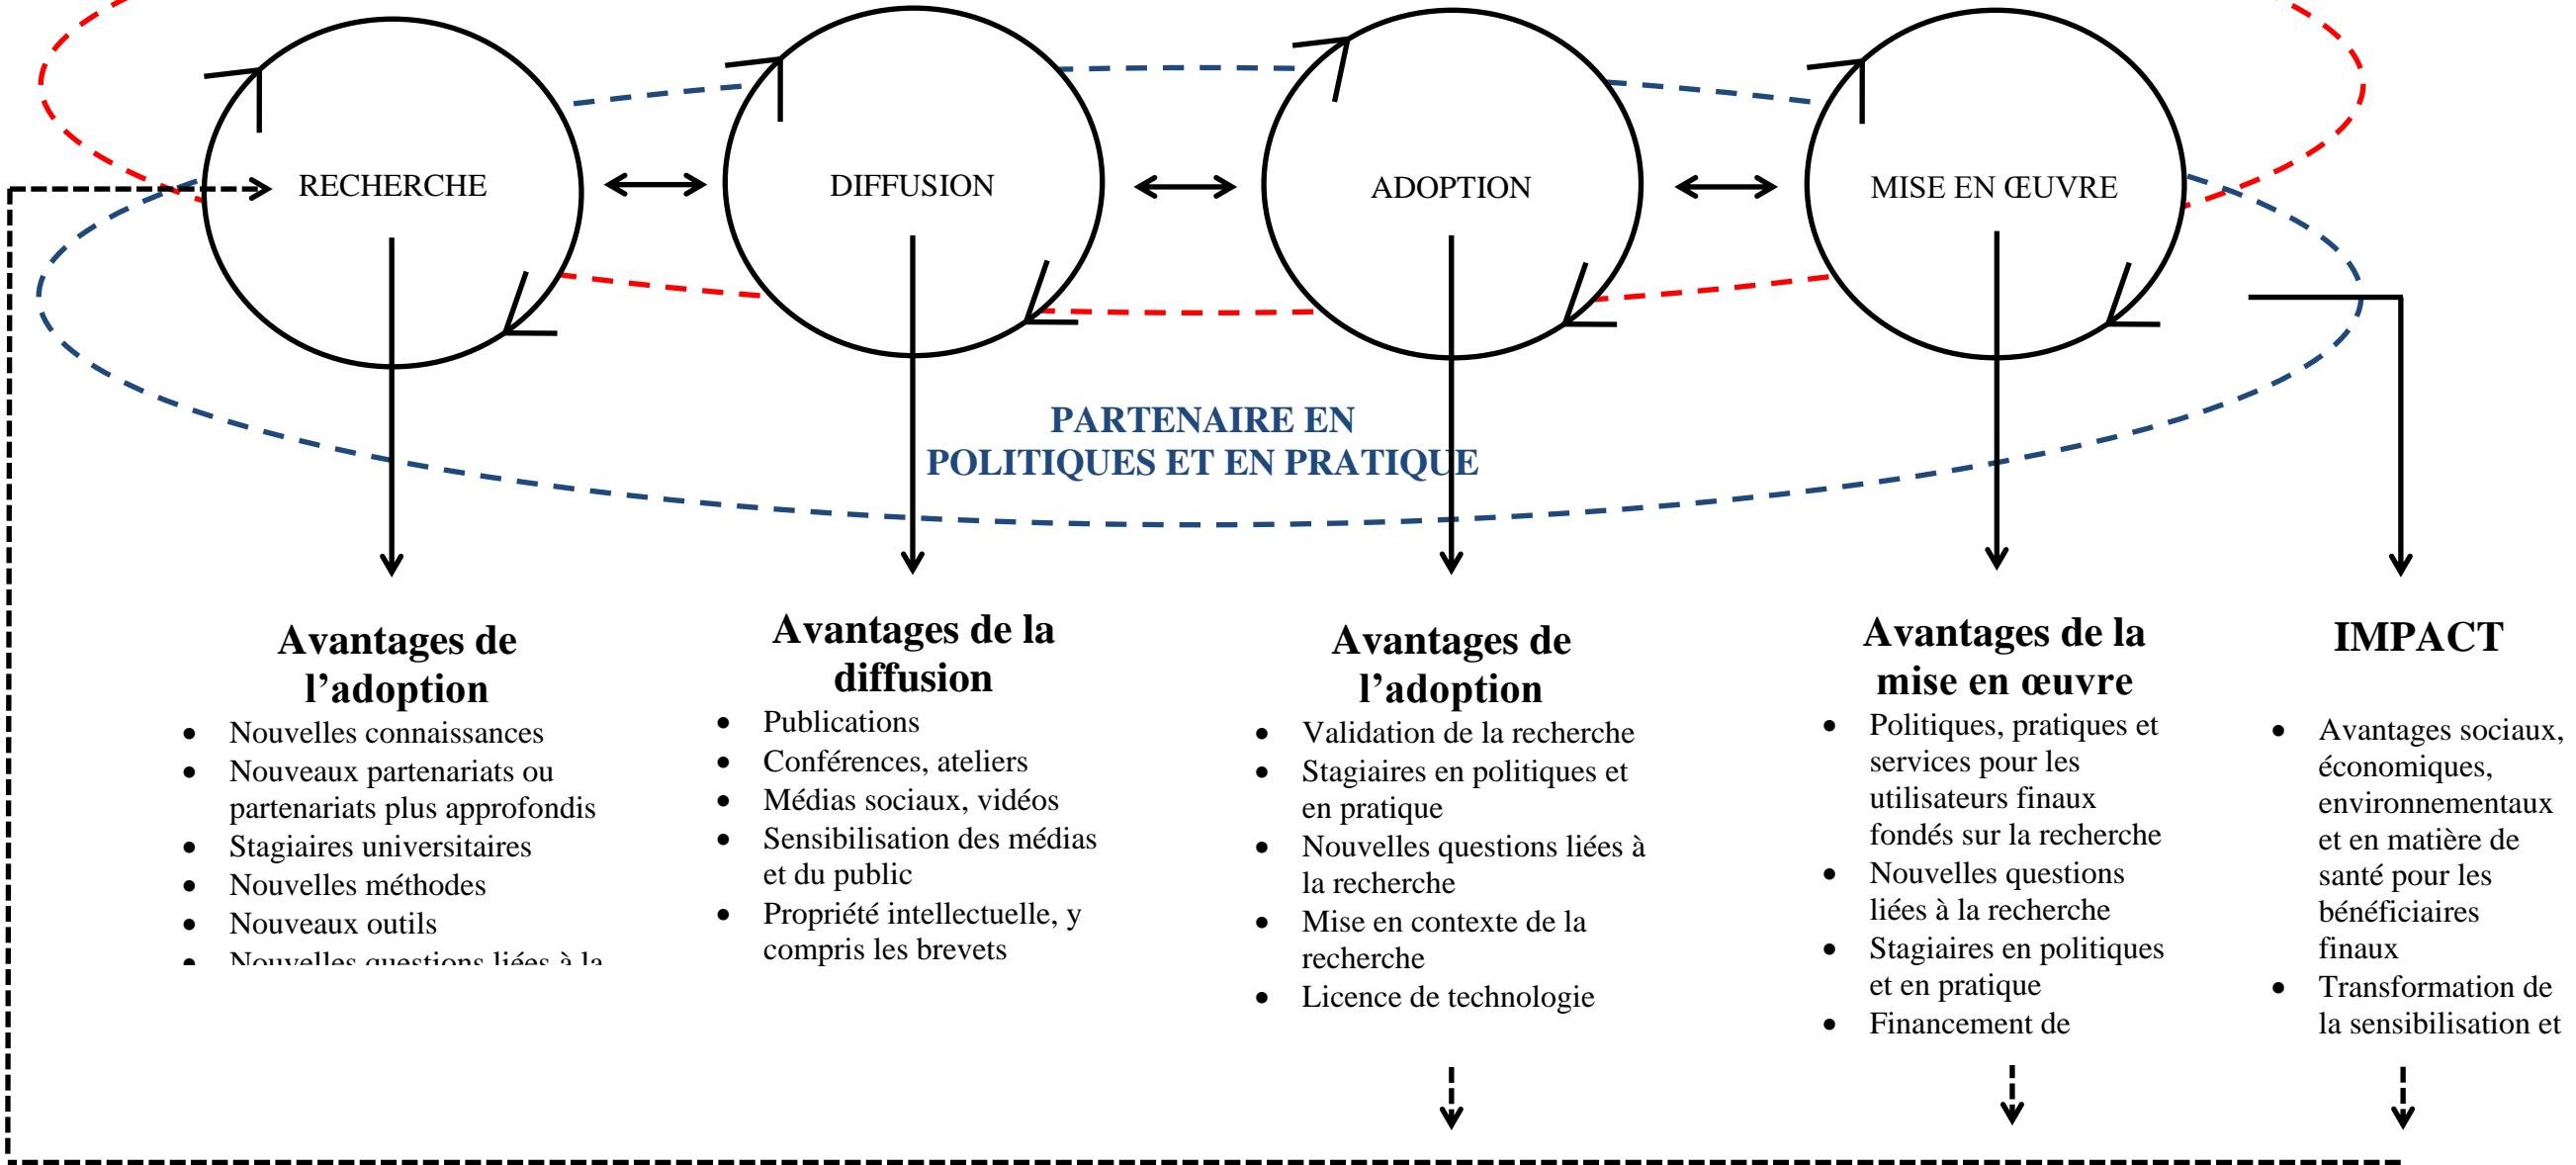 RECHERCHE
DIFFUSION
ADOPTION
MISE EN ŒUVRE
PARTENAIRE EN
POLITIQUES ET EN PRATIQUE
Avantages de
l’adoption
• Nouvelles connaissances
• Nouveaux partenariats ou
partenariats plus approfondis
• Stagiaires universitaires
• Nouvelles méthodes
• Nouveaux outils
• Nouvelles questions liées à la
Avantages de la
diffusion
• Publications
• Conférences, ateliers
• Médias sociaux, vidéos
• Sensibilisation des médias
et du public
• Propriété intellectuelle, y
compris les brevets
Avantages de
l’adoption
• Validation de la recherche
• Stagiaires en politiques et
en pratique
• Nouvelles questions liées à
la recherche
• Mise en contexte de la
recherche
• Licence de technologie
Avantages de la
mise en œuvre
• Politiques, pratiques et
services pour les
utilisateurs finaux
fondés sur la recherche
• Nouvelles questions
liées à la recherche
• Stagiaires en politiques
et en pratique
• Financement de
IMPACT
• Avantages sociaux,
économiques,
environnementaux
et en matière de
santé pour les
bénéficiaires
finaux
• Transformation de
la sensibilisation et